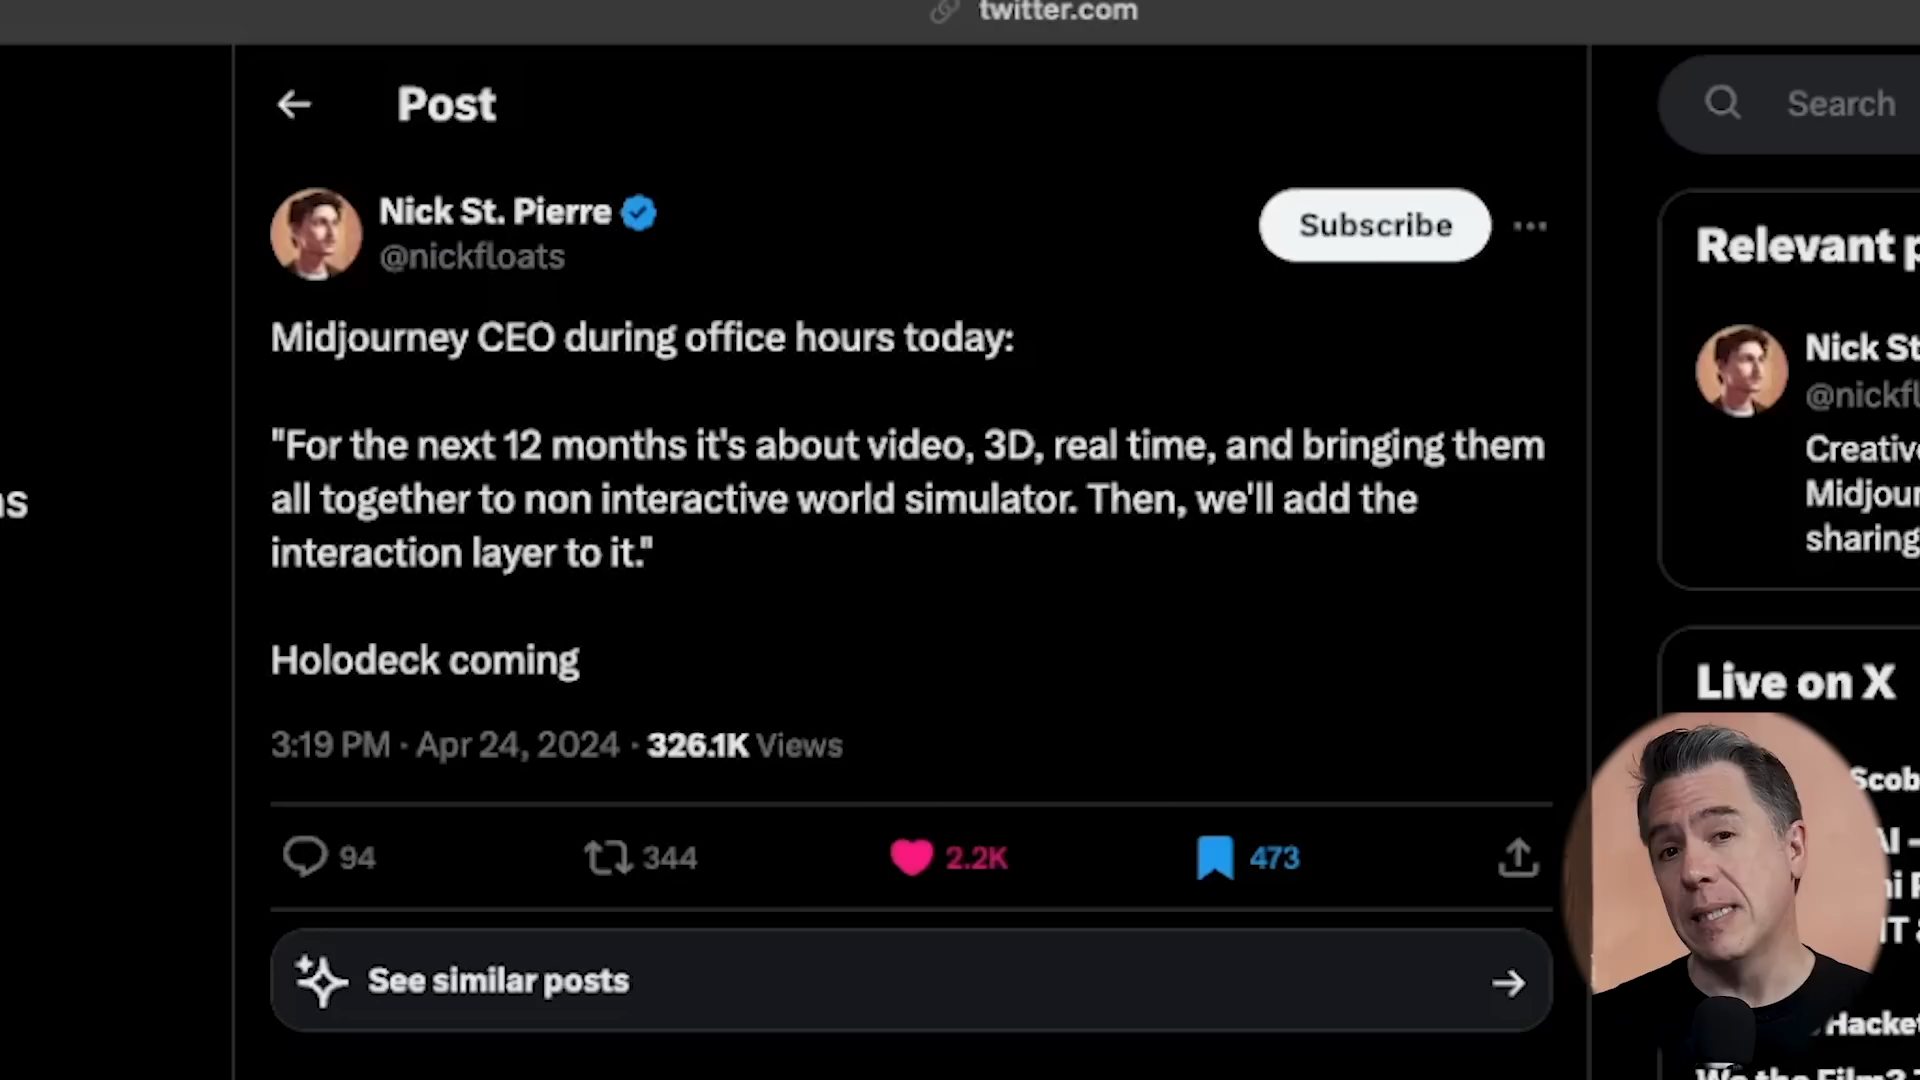 twitter.com
Post
Search
Nick St. Pierre
@nickfloats
Subscribe
Midjourney CEO during office hours today:
"For the next 12 months it's about video, 3D, real time, and bringing them
all together to non interactive world simulator. Then, we'll add the
interaction layer to it."
Holodeck coming
3:19 PM · Apr 24, 2024 · 326.1K Views
94
344
2.2K
473
See similar posts
Relevant
Nick St
Live on X